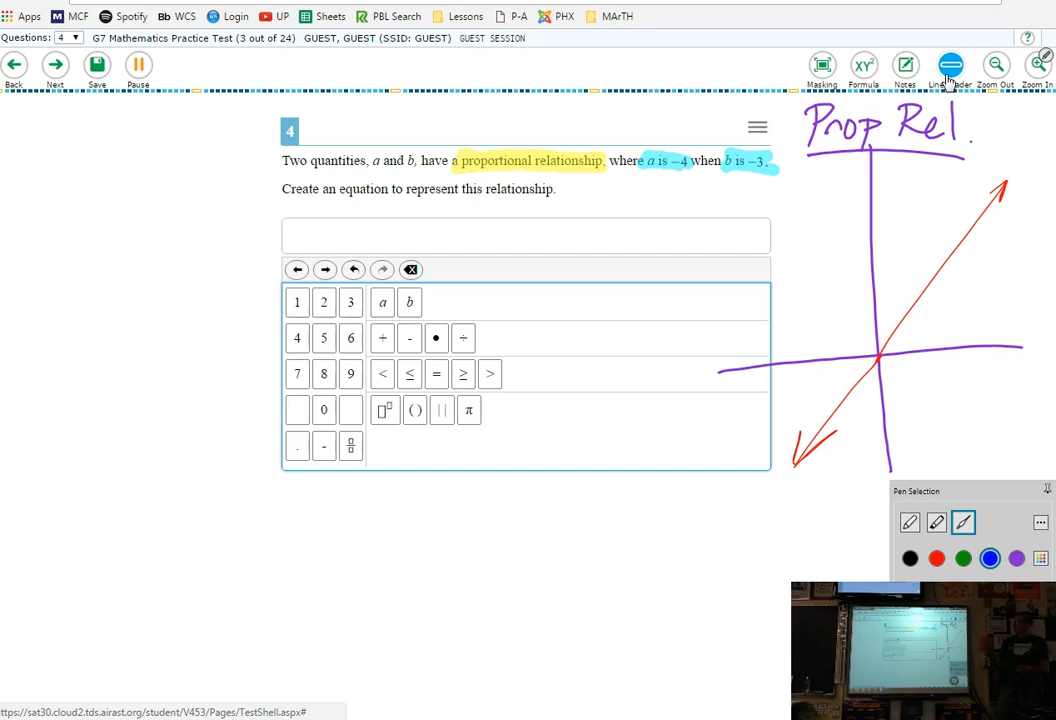 Apps MCF Spotify Bb WCS Login UP Sheets PBL Search Lessons P-A PHX MArTH
Questions: 4 G7 Mathematics Practice Test (3 out of 24) GUEST, GUEST (SSID: GUEST) GUEST SESSION
Back Next Save Pause Masking Formula Notes Zoom Out Zoom In
XY²
Prop Rel.
4
Two quantities, a and b, have a proportional relationship, where a is −4 when b is −3.
Create an equation to represent this relationship.
1 2 3 a b
4 5 6 + - • ÷
7 8 9 < ≤ = ≥ >
0 ( ) | | π
. -
Pen Selection
https://sat30.cloud2.tds.airast.org/student/V453/Pages/TestShell.aspx#